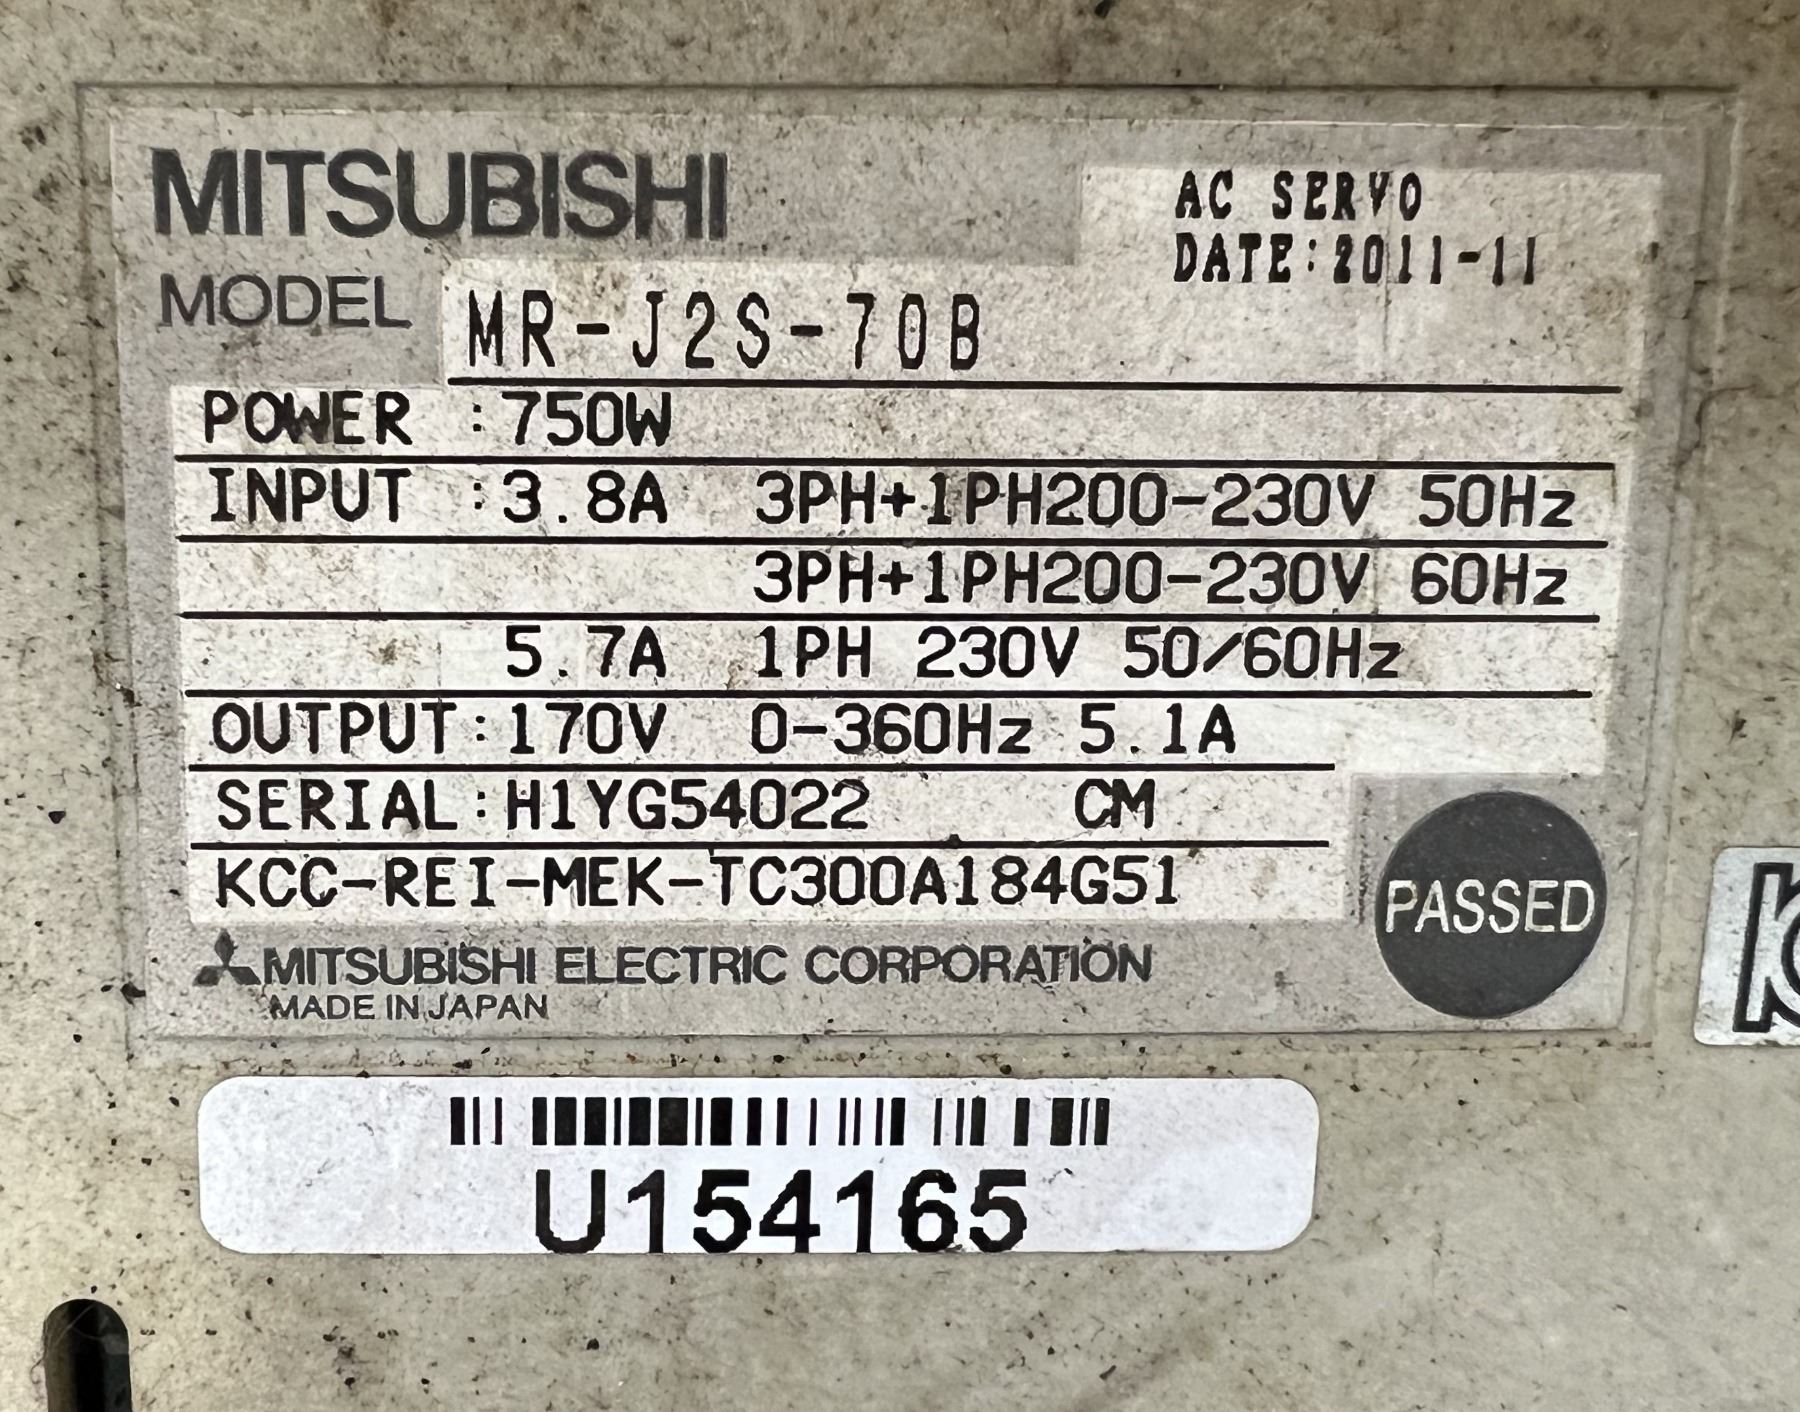 MITSUBISHI
AC SERVO
DATE:2011-11
MODEL MR-J2S-70B
POWER :750W
INPUT :3.8A 3PH+1PH200-230V 50Hz
3PH+1PH200-230V 60Hz
5.7A 1PH 230V 50/60Hz
OUTPUT:170V 0-360Hz 5.1A
SERIAL:H1YG54022 CM
KCC-REI-MEK-TC300A184G51
PASSED
MITSUBISHI ELECTRIC CORPORATION
MADE IN JAPAN
U154165